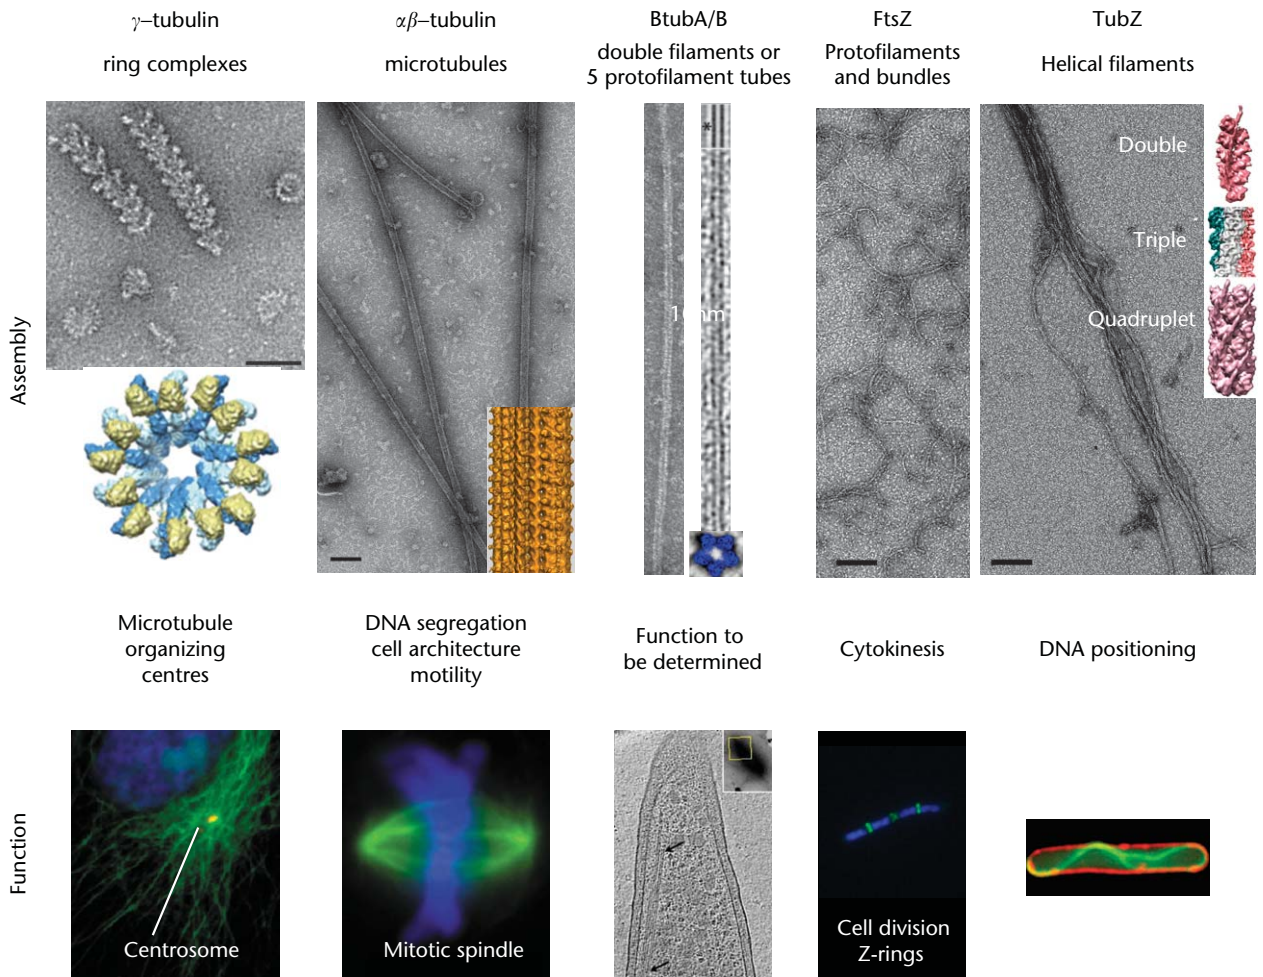 γ–tubulin
ring complexes
αβ–tubulin
microtubules
BtubA/B
double filaments or
5 protofilament tubes
FtsZ
Protofilaments
and bundles
TubZ
Helical filaments
Assembly
*
10nm
Double
Triple
Quadruplet
Microtubule
organizing
centres
DNA segregation
cell architecture
motility
Function to
be determined
Cytokinesis
DNA positioning
Function
Centrosome
Mitotic spindle
Cell division
Z-rings